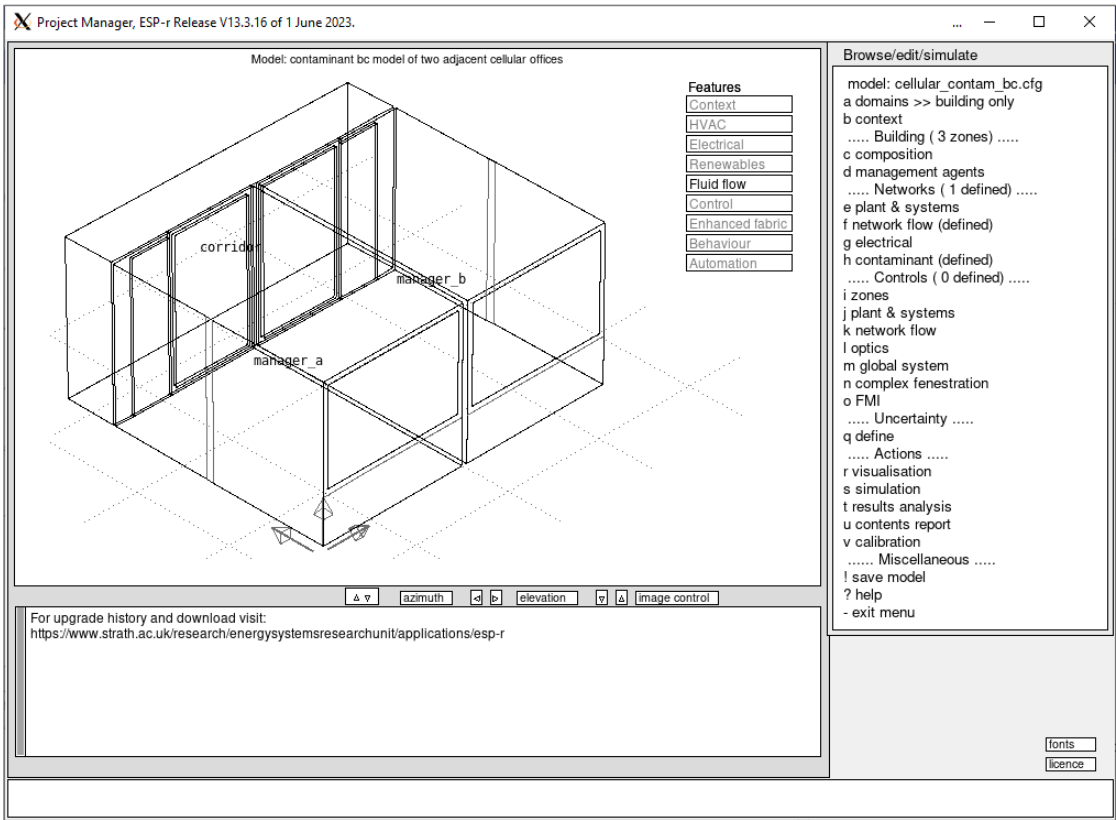 Project Manager, ESP-r Release V13.3.16 of 1 June 2023.
...
Model: contaminant bc model of two adjacent cellular offices
corridor
manager_b
manager_a
Features
Context
HVAC
Electrical
Renewables
Fluid flow
Control
Enhanced fabric
Behaviour
Automation
azimuth
elevation
image control
For upgrade history and download visit:
https://www.strath.ac.uk/research/energysystemsresearchunit/applications/esp-r
Browse/edit/simulate
model: cellular_contam_bc.cfg
a domains >> building only
b context
..... Building ( 3 zones) .....
c composition
d management agents
..... Networks ( 1 defined) .....
e plant & systems
f network flow (defined)
g electrical
h contaminant (defined)
..... Controls ( 0 defined) .....
i zones
j plant & systems
k network flow
l optics
m global system
n complex fenestration
o FMI
..... Uncertainty .....
q define
..... Actions .....
r visualisation
s simulation
t results analysis
u contents report
v calibration
...... Miscellaneous .....
! save model
? help
- exit menu
fonts
licence